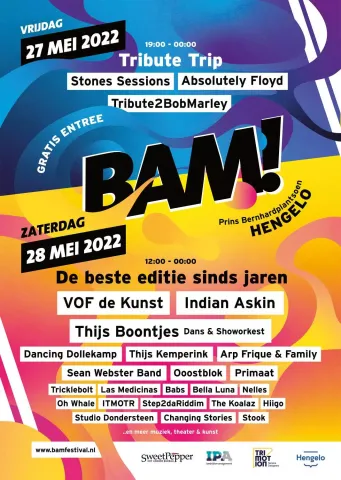 VRIJDAG
27 MEI 2022
19:00 - 00:00
Tribute Trip
Stones Sessions Absolutely Floyd
Tribute2BobMarley
GRATIS ENTREE
BAM!
Prins Bernhardplantsoen
HENGELO
ZATERDAG
28 MEI 2022
12:00 - 00:00
De beste editie sinds jaren
VOF de Kunst Indian Askin
Thijs Boontjes Dans & Showorkest
Dancing Dollekamp Thijs Kemperink Arp Frique & Family
Sean Webster Band Ooostblok Primaat
Tricklebolt Las Medicinas Babs Bella Luna Nelles
Oh Whale ITMOTR Step2daRiddim The Koalaz Hiigo
Studio Dondersteen Changing Stories Stook
...en meer muziek, theater & kunst
www.bamfestival.nl
sweetPepper
IPA
TRI
MOT
ION
Hengelo